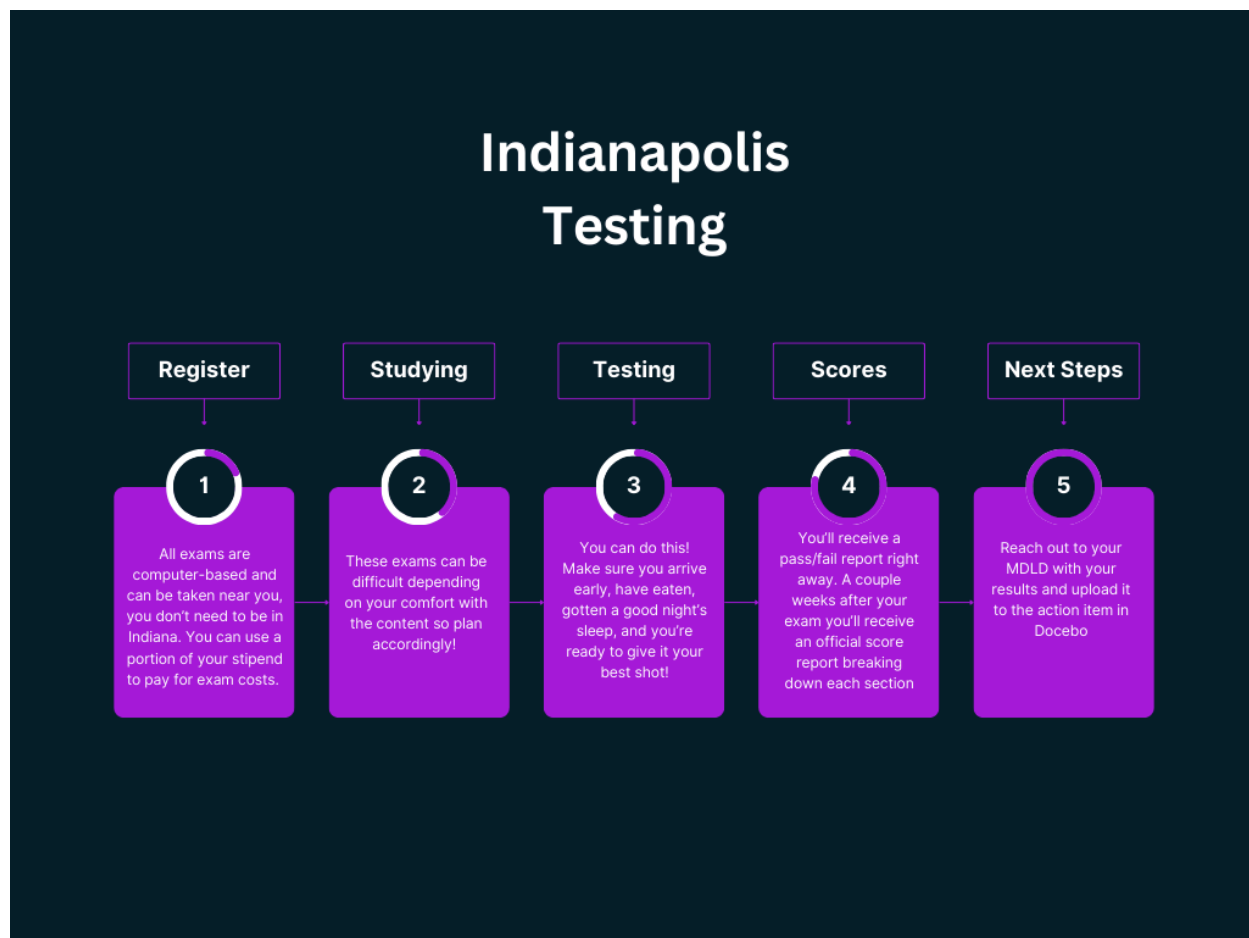 Indianapolis
Testing
Register
Studying
Testing
Scores
Next Steps
1
2
3
4
5
All exams are
computer-based and
can be taken near you,
you don’t need to be in
Indiana. You can use a
portion of your stipend
to pay for exam costs.
These exams can be
difficult depending
on your comfort with
the content so plan
accordingly!
You can do this!
Make sure you arrive
early, have eaten,
gotten a good night’s
sleep, and you’re
ready to give it your
best shot!
You’ll receive a
pass/fail report right
away. A couple
weeks after your
exam you’ll receive
an official score
report breaking
down each section
Reach out to your
MDLD with your
results and upload it
to the action item in
Docebo